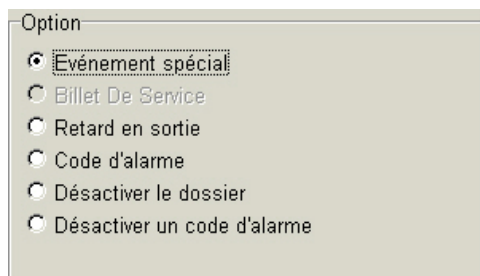 Option
Evénement spécial
Billet De Service
Retard en sortie
Code d'alarme
Désactiver le dossier
Désactiver un code d'alarme